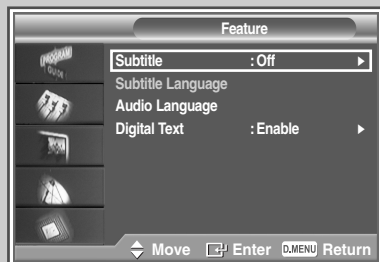 Feature
PROGRAM
GUIDE
Subtitle : Off
Subtitle Language
Audio Language
Digital Text : Enable
Move Enter D.MENU Return